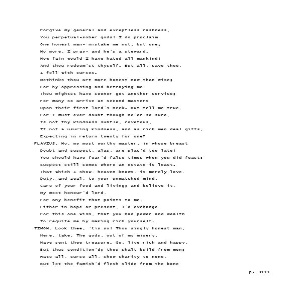 Forgive my general and exceptless rashness,
You perpetual-sober gods! I do proclaim
One honest man- mistake me not, but one;
No more, I pray- and he's a steward.
How fain would I have hated all mankind!
And thou redeem'st thyself. But all, save thee,
I fell with curses.
Methinks thou art more honest now than wise;
For by oppressing and betraying me
Thou mightst have sooner got another service;
For many so arrive at second masters
Upon their first lord's neck. But tell me true,
For I must ever doubt though ne'er so sure,
Is not thy kindness subtle, covetous,
If not a usuring kindness, and as rich men deal gifts,
Expecting in return twenty for one?
FLAVIUS. No, my most worthy master, in whose breast
Doubt and suspect, alas, are plac'd too late!
You should have fear'd false times when you did feast:
Suspect still comes where an estate is least.
That which I show, heaven knows, is merely love,
Duty, and zeal, to your unmatched mind,
Care of your food and living; and believe it,
My most honour'd lord,
For any benefit that points to me,
Either in hope or present, I'd exchange
For this one wish, that you had power and wealth
To requite me by making rich yourself.
TIMON. Look thee, 'tis so! Thou singly honest man,
Here, take. The gods, out of my misery,
Have sent thee treasure. Go, live rich and happy,
But thus condition'd; thou shalt build from men;
Hate all, curse all, show charity to none,
But let the famish'd flesh slide from the bone